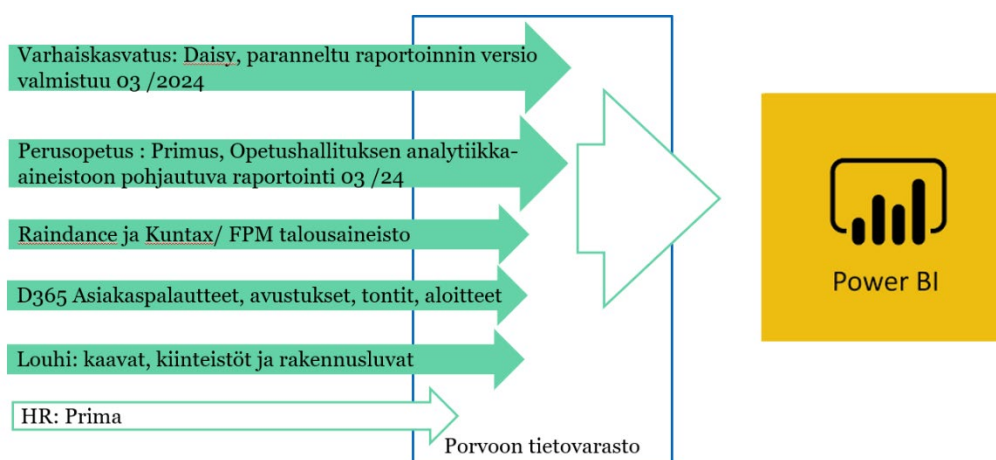 Varhaiskasvatus: Daisy, paranneltu raportoinnin versio
valmistuu 03 /2024
Perusopetus : Primus, Opetushallituksen analytiikka-
aineistoon pohjautuva raportointi 03 /24
Raindance ja Kuntax/ FPM talousaineisto
D365 Asiakaspalautteet, avustukset, tontit, aloitteet
Louhi: kaavat, kiinteistöt ja rakennusluvat
HR: Prima
Porvoon tietovarasto
Power BI